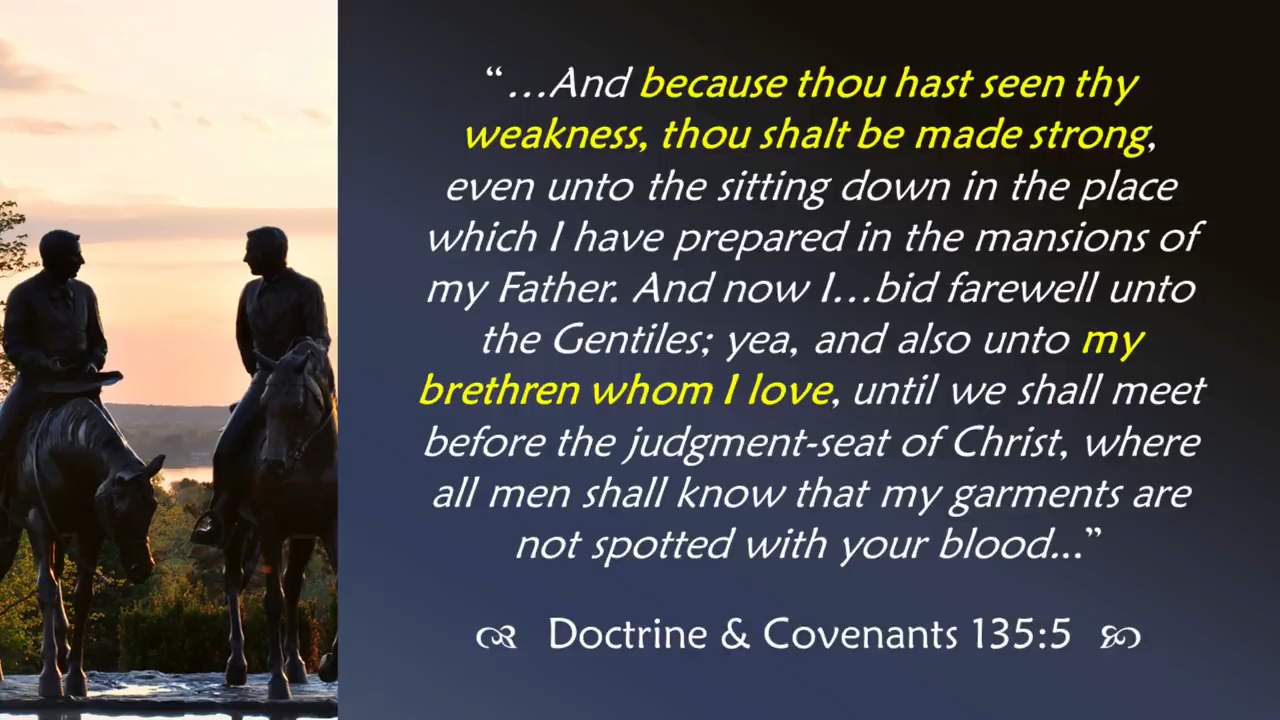 “…And because thou hast seen thy
weakness, thou shalt be made strong,
even unto the sitting down in the place
which I have prepared in the mansions of
my Father. And now I…bid farewell unto
the Gentiles; yea, and also unto my
brethren whom I love, until we shall meet
before the judgment-seat of Christ, where
all men shall know that my garments are
not spotted with your blood...”
Doctrine & Covenants 135:5